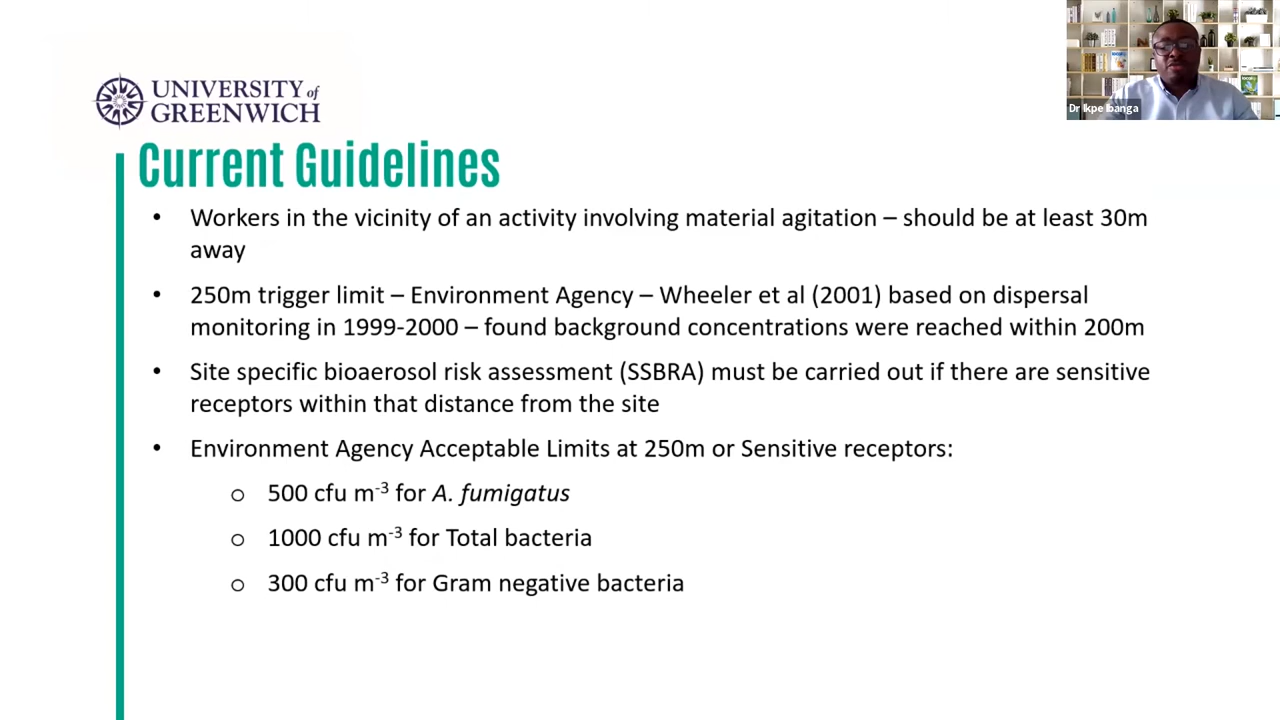 UNIVERSITY of
GREENWICH
Dr Ikpe Ibanga
Current Guidelines
• Workers in the vicinity of an activity involving material agitation – should be at least 30m
away
• 250m trigger limit – Environment Agency – Wheeler et al (2001) based on dispersal
monitoring in 1999-2000 – found background concentrations were reached within 200m
• Site specific bioaerosol risk assessment (SSBRA) must be carried out if there are sensitive
receptors within that distance from the site
• Environment Agency Acceptable Limits at 250m or Sensitive receptors:
o 500 cfu m⁻³ for A. fumigatus
o 1000 cfu m⁻³ for Total bacteria
o 300 cfu m⁻³ for Gram negative bacteria